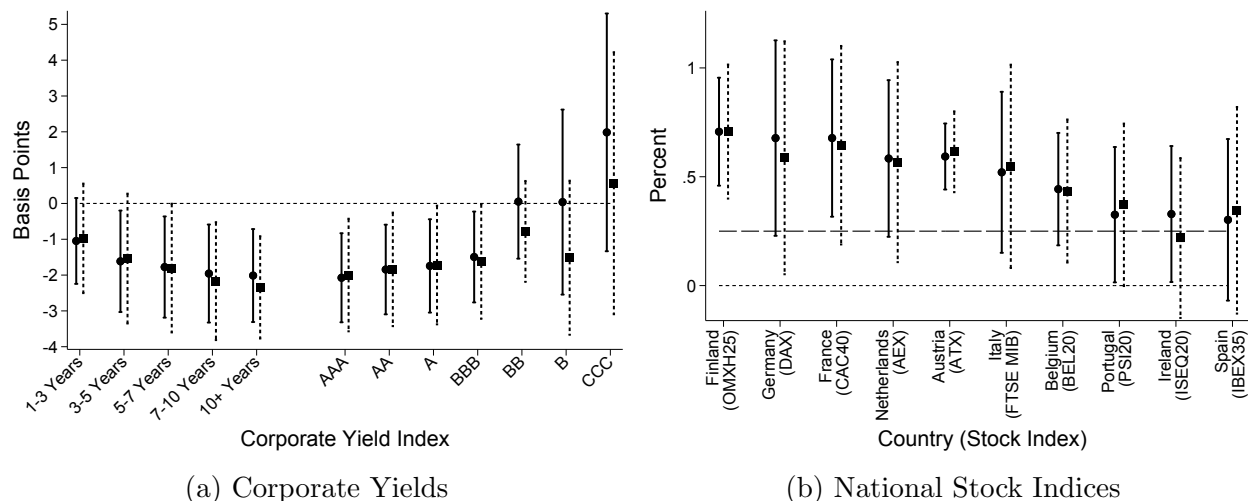 5
4
3
2
1
0
-1
-2
-3
-4
Basis Points
1-3 Years
3-5 Years
5-7 Years
7-10 Years
10+ Years
AAA
AA
A
BBB
BB
B
CCC
Corporate Yield Index
(a) Corporate Yields
1
.5
0
Percent
Finland
(OMXH25)
Germany
(DAX)
France
(CAC40)
Netherlands
(AEX)
Austria
(ATX)
Italy
(FTSE MIB)
Belgium
(BEL20)
Portugal
(PSI20)
Ireland
(ISEQ20)
Spain
(IBEX35)
Country (Stock Index)
(b) National Stock Indices